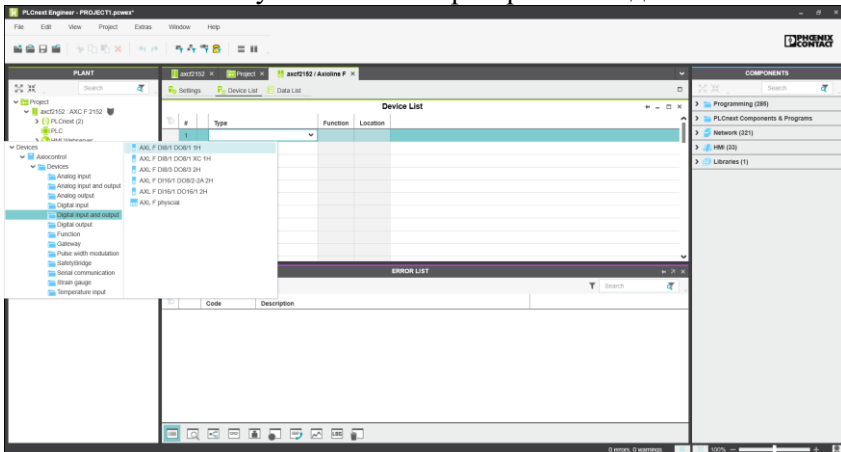 PLCnext Engineer - PROJECT1.pcwex*
File Edit View Project Extras Window Help
PHŒNIX
CONTACT
PLANT
axcf2152 × Project × axcf2152 / Axioline F ×
COMPONENTS
Search
Settings Device List Data List
Search
Project
axcf2152 : AXC F 2152
PLCnext (2)
PLC
Device List
# Type Function Location
1
Programming (289)
PLCnext Components & Programs
Network (321)
HMI (33)
Libraries (1)
Devices
Axiocontrol
Devices
Analog input
Analog input and output
Analog output
Digital input
Digital input and output
Digital output
Function
Gateway
Pulse width modulation
SafetyBridge
Serial communication
Strain gauge
Temperature input
AXL F DI8/1 DO8/1 1H
AXL F DI8/1 DO8/1 XC 1H
AXL F DI8/3 DO8/3 2H
AXL F DI16/1 DO8/2-2A 2H
AXL F DI16/1 DO16/1 2H
AXL F physcial
ERROR LIST
Search
Code Description
0 errors, 0 warnings 100%